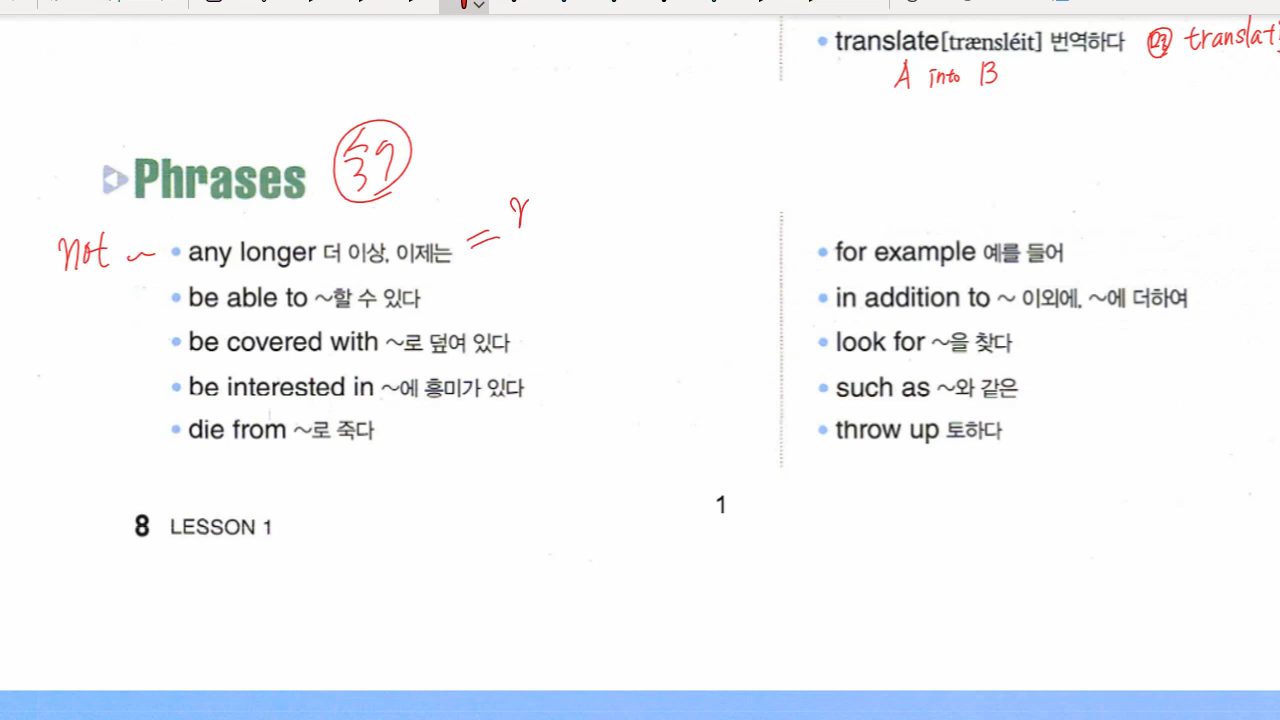 translate[trænsléit] 번역하다 translati
A into B
Phrases 숙
not ~ any longer 더 이상, 이제는 =
be able to ~할 수 있다
be covered with ~로 덮여 있다
be interested in ~에 흥미가 있다
die from ~로 죽다
for example 예를 들어
in addition to ~ 이외에, ~에 더하여
look for ~을 찾다
such as ~와 같은
throw up 토하다
8 LESSON 1
1